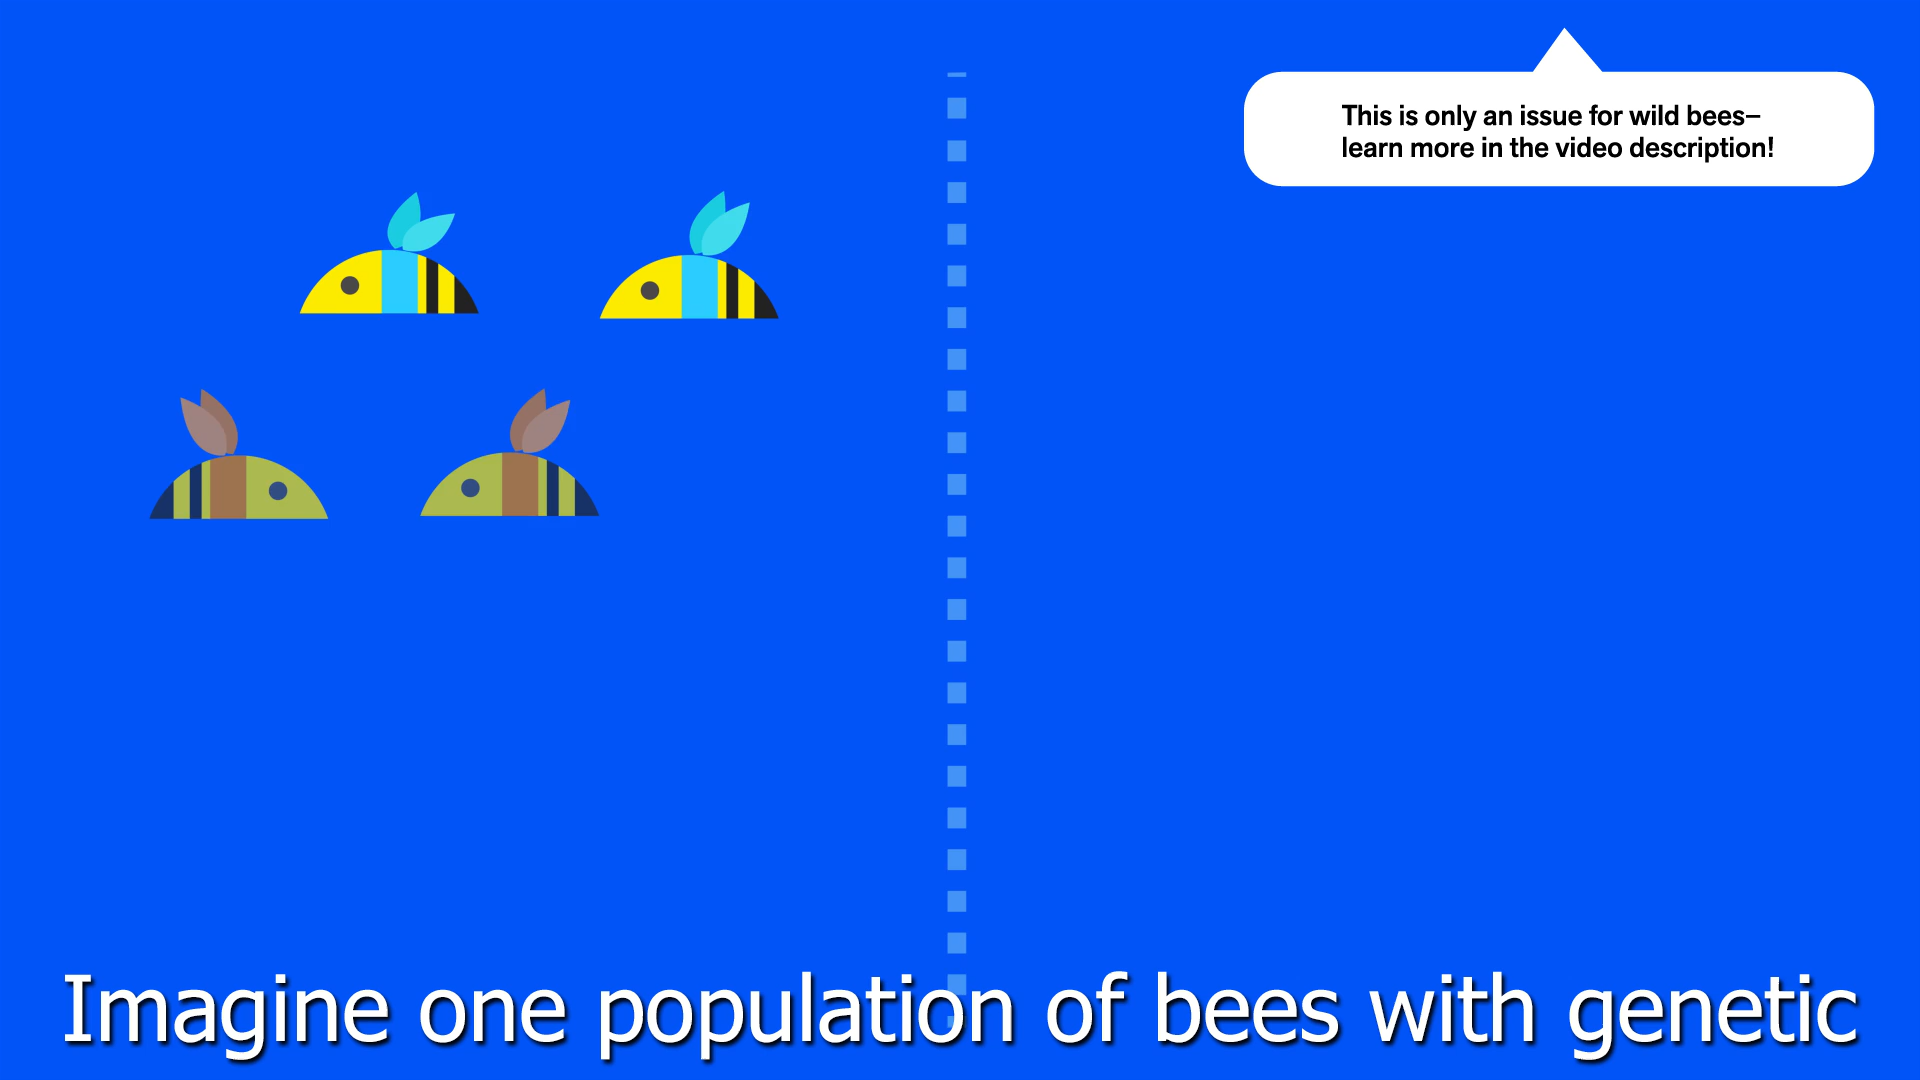 This is only an issue for wild bees–
learn more in the video description!
Imagine one population of bees with genetic